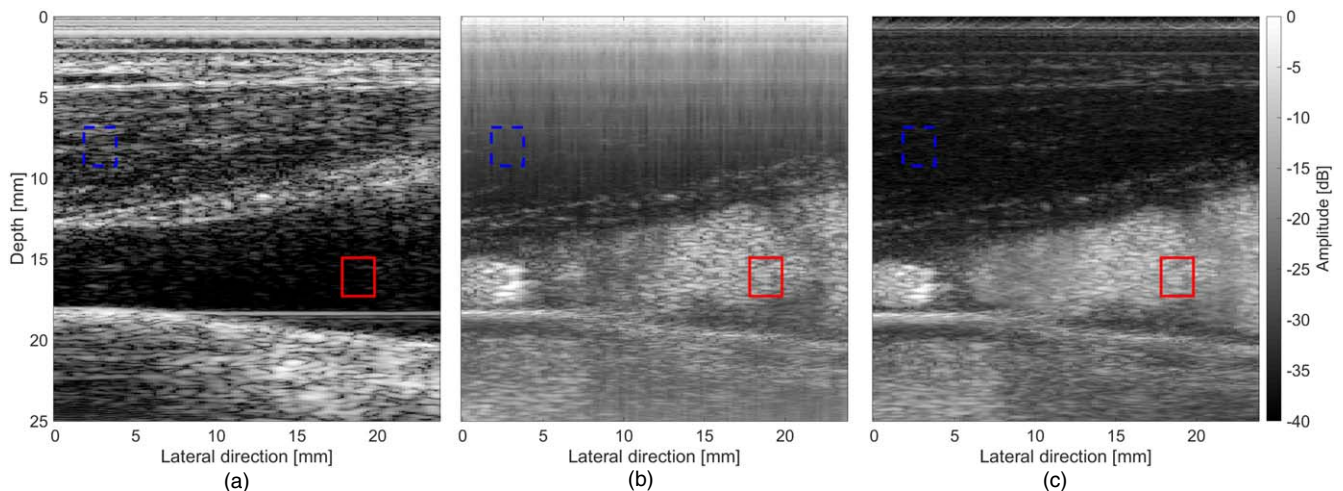 0
5
10
15
20
25
Depth [mm]
0 5 10 15 20
Lateral direction [mm]
(a)
0 5 10 15 20
Lateral direction [mm]
(b)
0 5 10 15 20
Lateral direction [mm]
(c)
0
-5
-10
-15
-20
-25
-30
-35
-40
Amplitude [dB]